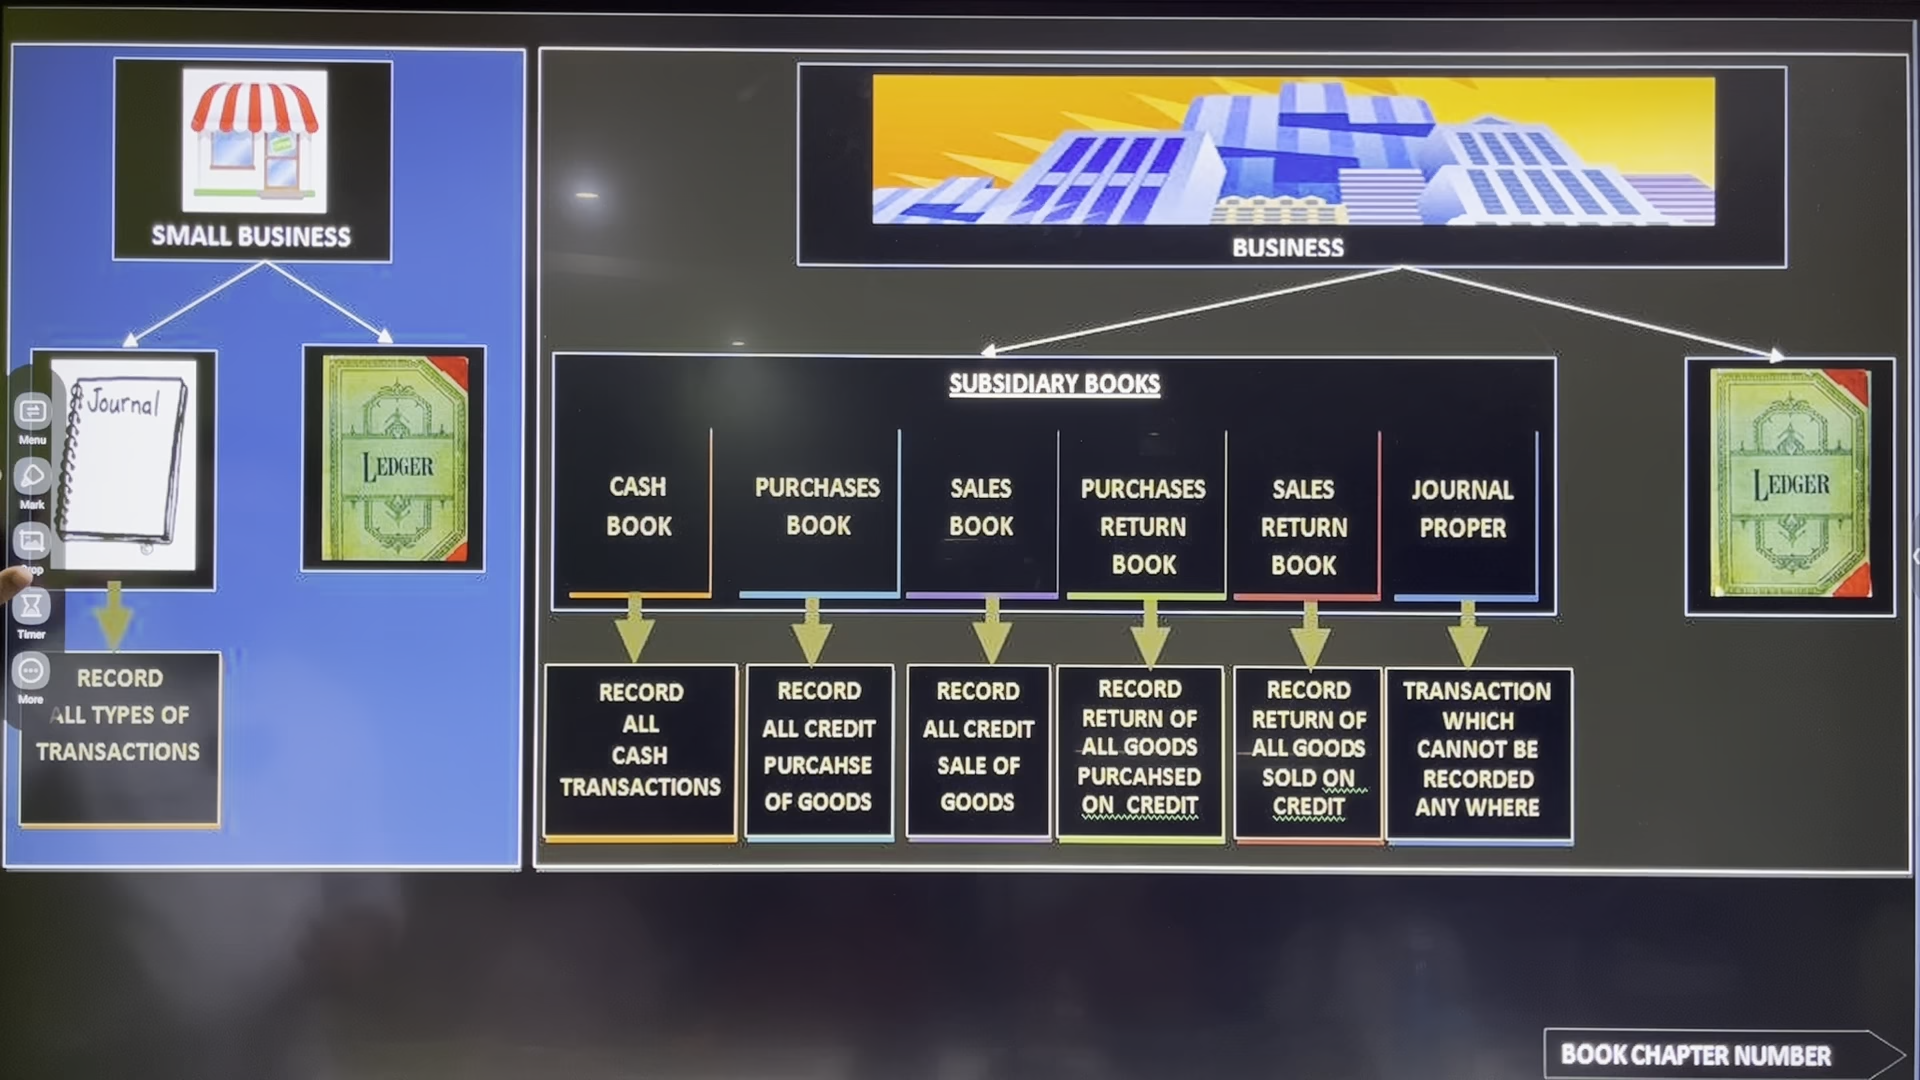 SMALL BUSINESS
Journal
LEDGER
RECORD
ALL TYPES OF
TRANSACTIONS
Menu
Mark
Timer
More
BUSINESS
SUBSIDIARY BOOKS
CASH
BOOK
PURCHASES
BOOK
SALES
BOOK
PURCHASES
RETURN
BOOK
SALES
RETURN
BOOK
JOURNAL
PROPER
LEDGER
RECORD
ALL
CASH
TRANSACTIONS
RECORD
ALL CREDIT
PURCAHSE
OF GOODS
RECORD
ALL CREDIT
SALE OF
GOODS
RECORD
RETURN OF
ALL GOODS
PURCAHSED
ON CREDIT
RECORD
RETURN OF
ALL GOODS
SOLD ON
CREDIT
TRANSACTION
WHICH
CANNOT BE
RECORDED
ANY WHERE
BOOK CHAPTER NUMBER